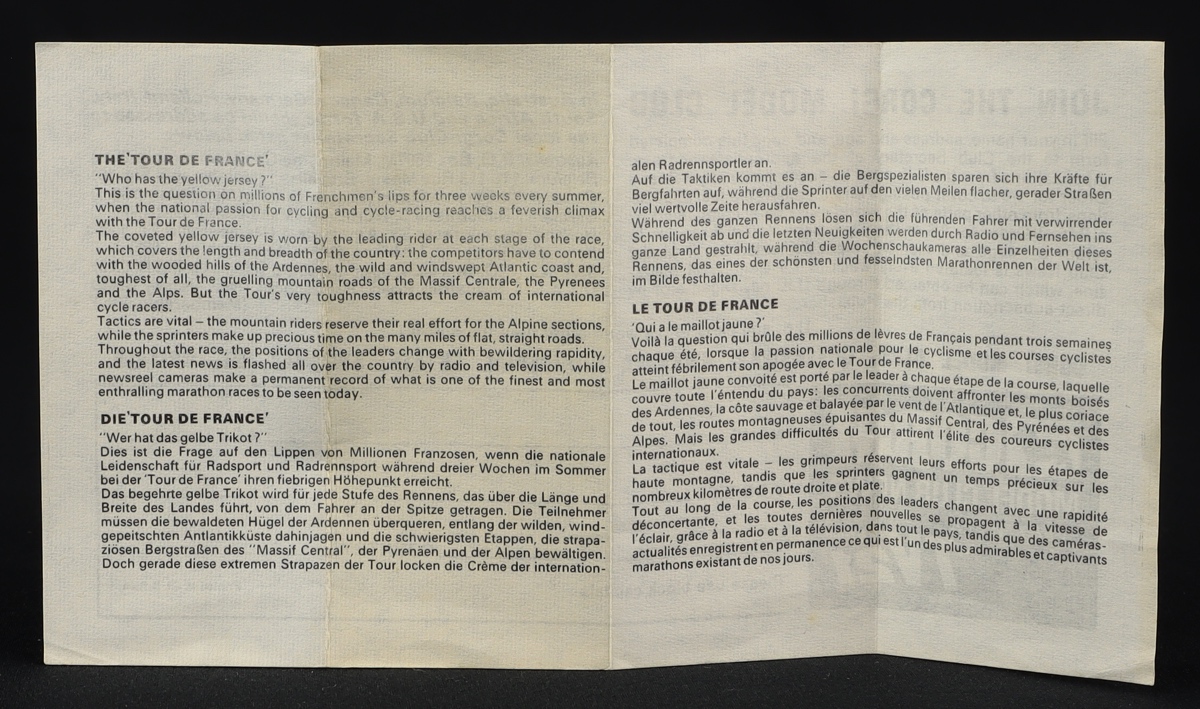 THE 'TOUR DE FRANCE'
"Who has the yellow jersey?"
This is the question on millions of Frenchmen's lips for three weeks every summer,
when the national passion for cycling and cycle-racing reaches a feverish climax
with the Tour de France.
The coveted yellow jersey is worn by the leading rider at each stage of the race,
which covers the length and breadth of the country: the competitors have to contend
with the wooded hills of the Ardennes, the wild and windswept Atlantic coast and,
toughest of all, the gruelling mountain roads of the Massif Centrale, the Pyrenees
and the Alps. But the Tour's very toughness attracts the cream of international
cycle racers.
Tactics are vital – the mountain riders reserve their real effort for the Alpine sections,
while the sprinters make up precious time on the many miles of flat, straight roads.
Throughout the race, the positions of the leaders change with bewildering rapidity,
and the latest news is flashed all over the country by radio and television, while
newsreel cameras make a permanent record of what is one of the finest and most
enthralling marathon races to be seen today.
DIE 'TOUR DE FRANCE'
"Wer hat das gelbe Trikot?"
Dies ist die Frage auf den Lippen von Millionen Franzosen, wenn die nationale
Leidenschaft für Radsport und Radrennsport während dreier Wochen im Sommer
bei der 'Tour de France' ihren fiebrigen Höhepunkt erreicht.
Das begehrte gelbe Trikot wird für jede Stufe des Rennens, das über die Länge und
Breite des Landes führt, von dem Fahrer an der Spitze getragen. Die Teilnehmer
müssen die bewaldeten Hügel der Ardennen überqueren, entlang der wilden, wind-
gepeitschten Antlantikküste dahinjagen und die schwierigsten Etappen, die strapa-
ziösen Bergstraßen des "Massif Central", der Pyrenäen und der Alpen bewältigen.
Doch gerade diese extremen Strapazen der Tour locken die Crème der internation-
alen Radrennsportler an.
Auf die Taktiken kommt es an – die Bergspezialisten sparen sich ihre Kräfte für
Bergfahrten auf, während die Sprinter auf den vielen Meilen flacher, gerader Straßen
viel wertvolle Zeite herausfahren.
Während des ganzen Rennens lösen sich die führenden Fahrer mit verwirrender
Schnelligkeit ab und die letzten Neuigkeiten werden durch Radio und Fernsehen ins
ganze Land gestrahlt, während die Wochenschaukameras alle Einzelheiten dieses
Rennens, das eines der schönsten und fesselndsten Marathonrennen der Welt ist,
im Bilde festhalten.
LE TOUR DE FRANCE
'Qui a le maillot jaune?'
Voilà la question qui brûle des millions de lèvres de Français pendant trois semaines
chaque été, lorsque la passion nationale pour le cyclisme et les courses cyclistes
atteint fébrilement son apogée avec le Tour de France.
Le maillot jaune convoité est porté par le leader à chaque étape de la course, laquelle
couvre toute l'éntendu du pays: les concurrents doivent affronter les monts boisés
des Ardennes, la côte sauvage et balayée par le vent de l'Atlantique et, le plus coriace
de tout, les routes montagneuses épuisantes du Massif Central, des Pyrénées et des
Alpes. Mais les grandes difficultés du Tour attirent l'élite des coureurs cyclistes
internationaux.
La tactique est vitale – les grimpeurs réservent leurs efforts pour les étapes de
haute montagne, tandis que les sprinters gagnent un temps précieux sur les
nombreux kilomètres de route droite et plate.
Tout au long de la course, les positions des leaders changent avec une rapidité
déconcertante, et les toutes dernières nouvelles se propagent à la vitesse de
l'éclair, grâce à la radio et à la télévision, dans tout le pays, tandis que des caméras-
actualités enregistrent en permanence ce qui est l'un des plus admirables et captivants
marathons existant de nos jours.